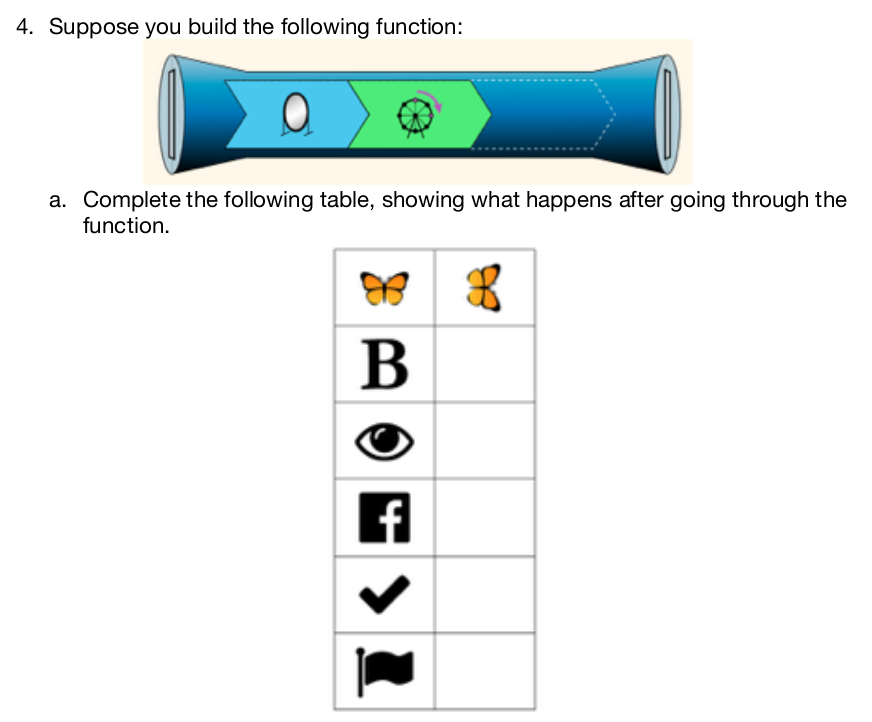 4. Suppose you build the following function:
a. Complete the following table, showing what happens after going through the
function.
B
f